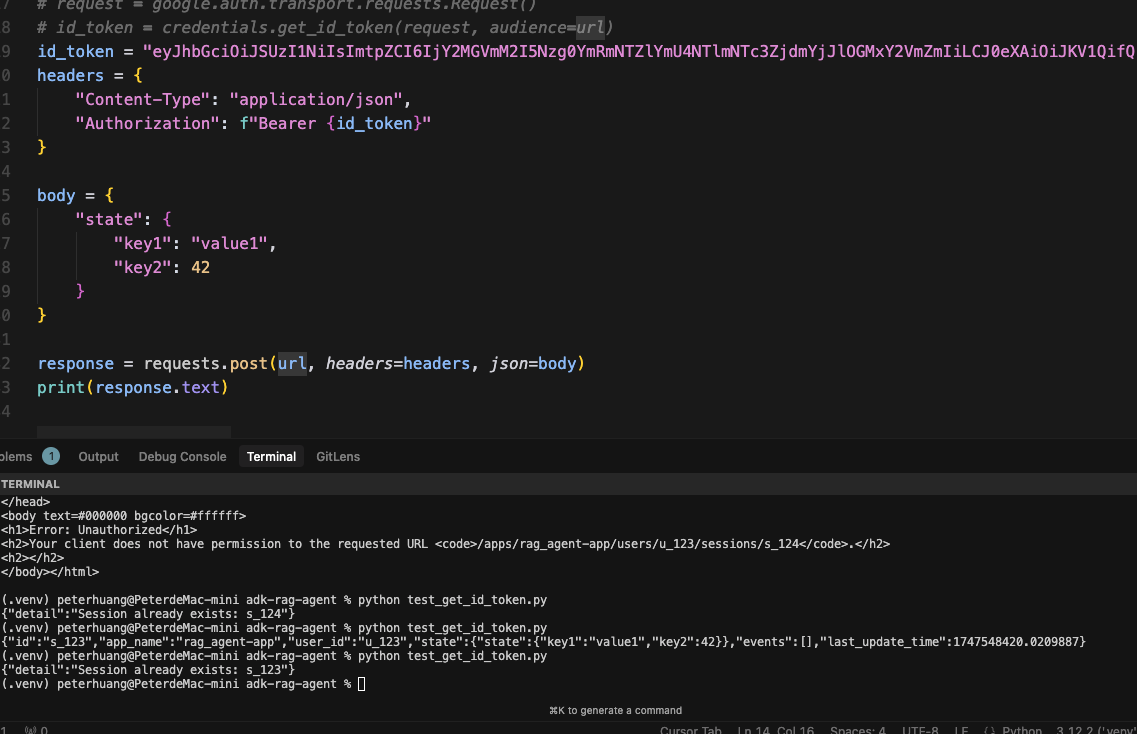 7 # request = google.auth.transport.requests.Request()
8 # id_token = credentials.get_id_token(request, audience=url)
9 id_token = "eyJhbGciOiJSUzI1NiIsImtpZCI6IjY2MGVmM2I5Nzg0YmRmNTZlYmU4NTlmNTc3ZjdmYjJlOGMxY2VmZmIiLCJ0eXAiOiJKV1QifQ
0 headers = {
1 "Content-Type": "application/json",
2 "Authorization": f"Bearer {id_token}"
3 }
4
5 body = {
6 "state": {
7 "key1": "value1",
8 "key2": 42
9 }
0 }
1
2 response = requests.post(url, headers=headers, json=body)
3 print(response.text)
4
blems 1 Output Debug Console Terminal GitLens
TERMINAL
</head>
<body text=#000000 bgcolor=#ffffff>
<h1>Error: Unauthorized</h1>
<h2>Your client does not have permission to the requested URL <code>/apps/rag_agent-app/users/u_123/sessions/s_124</code>.</h2>
<h2></h2>
</body></html>
(.venv) peterhuang@PeterdeMac-mini adk-rag-agent % python test_get_id_token.py
{"detail":"Session already exists: s_124"}
(.venv) peterhuang@PeterdeMac-mini adk-rag-agent % python test_get_id_token.py
{"id":"s_123","app_name":"rag_agent-app","user_id":"u_123","state":{"state":{"key1":"value1","key2":42}},"events":[],"last_update_time":1747548420.0209887}
(.venv) peterhuang@PeterdeMac-mini adk-rag-agent % python test_get_id_token.py
{"detail":"Session already exists: s_123"}
(.venv) peterhuang@PeterdeMac-mini adk-rag-agent %
⌘K to generate a command
1 0 Cursor Tab Ln 14, Col 16 Spaces: 4 UTF-8 LF {} Python 3.12.2 ('.venv'